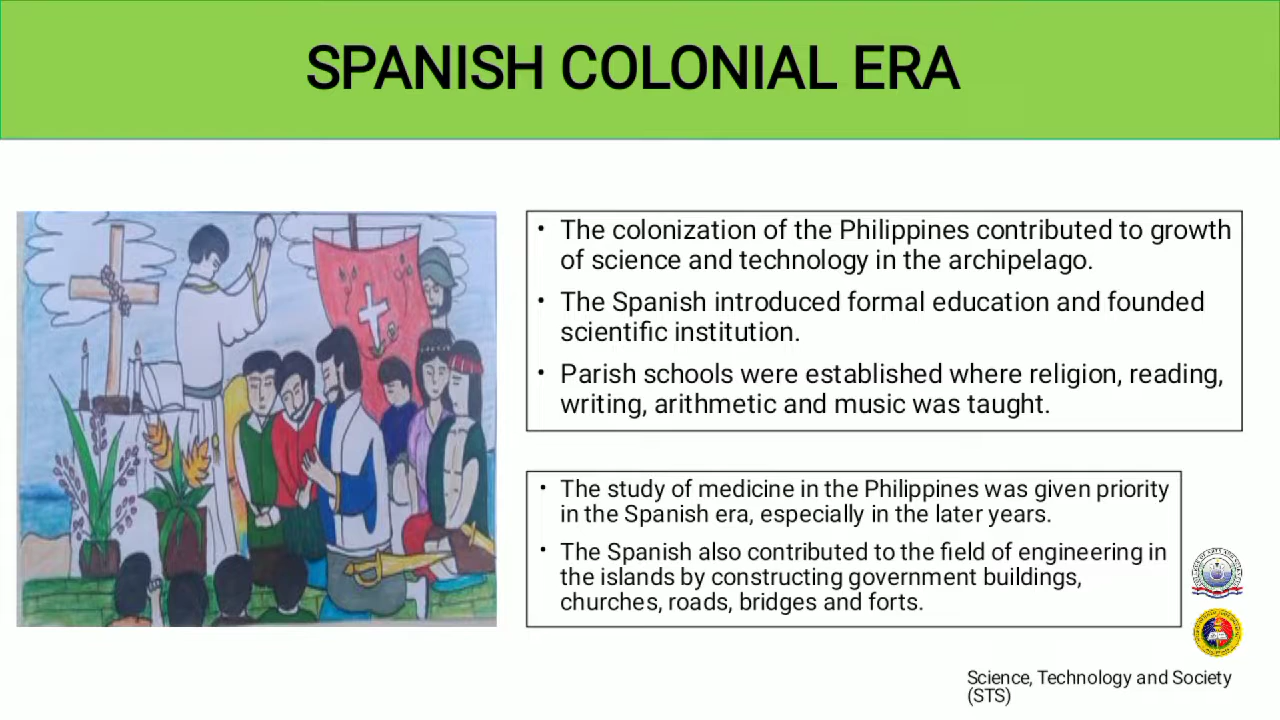 SPANISH COLONIAL ERA
• The colonization of the Philippines contributed to growth
of science and technology in the archipelago.
• The Spanish introduced formal education and founded
scientific institution.
• Parish schools were established where religion, reading,
writing, arithmetic and music was taught.
• The study of medicine in the Philippines was given priority
in the Spanish era, especially in the later years.
• The Spanish also contributed to the field of engineering in
the islands by constructing government buildings,
churches, roads, bridges and forts.
Science, Technology and Society
(STS)